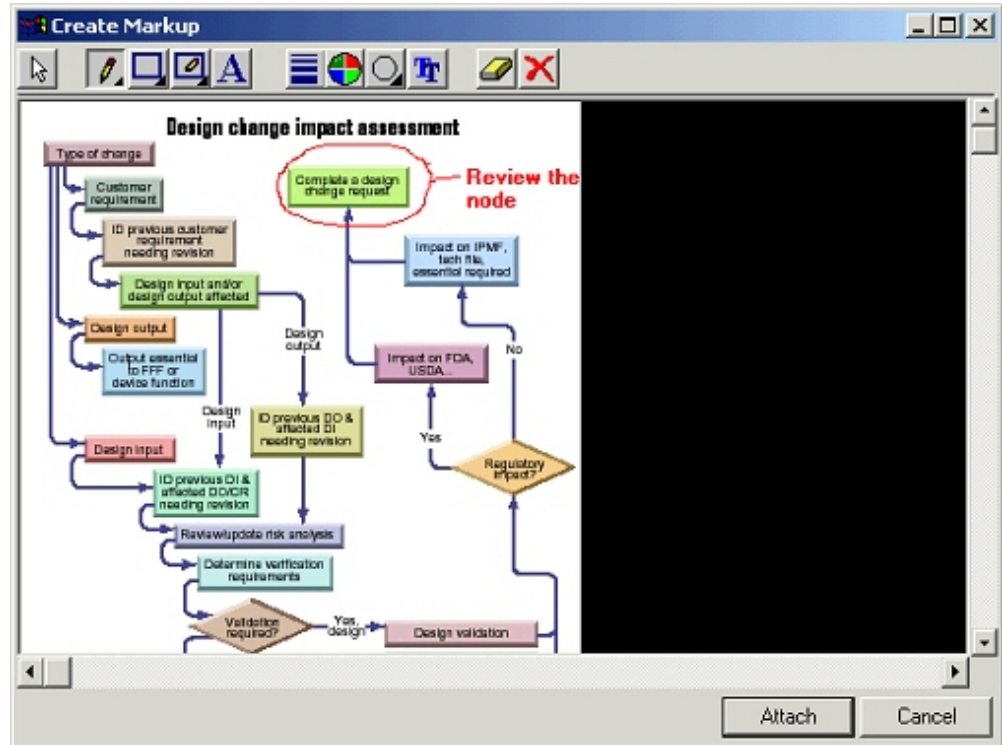 Create Markup
A
TT
Design change impact assessment
Type of change
Customer
requirement
ID previous customer
requirement
needing revision
Design input and/or
design output affected
Design output
Output essential
to FFF or
device function
Design input
ID previous DI &
affected DO/CR
needing revision
Review/update risk analysis
Determine verification
requirements
Validation
required?
Yes,
design
Design validation
Design
output
Design
input
ID previous DO &
affected DI
needing revision
Complete a design
change request
Review the
node
Impact on IPMF,
tech file,
essential required
No
Impact on FDA,
USDA...
Yes
Regulatory
impact?
Attach
Cancel